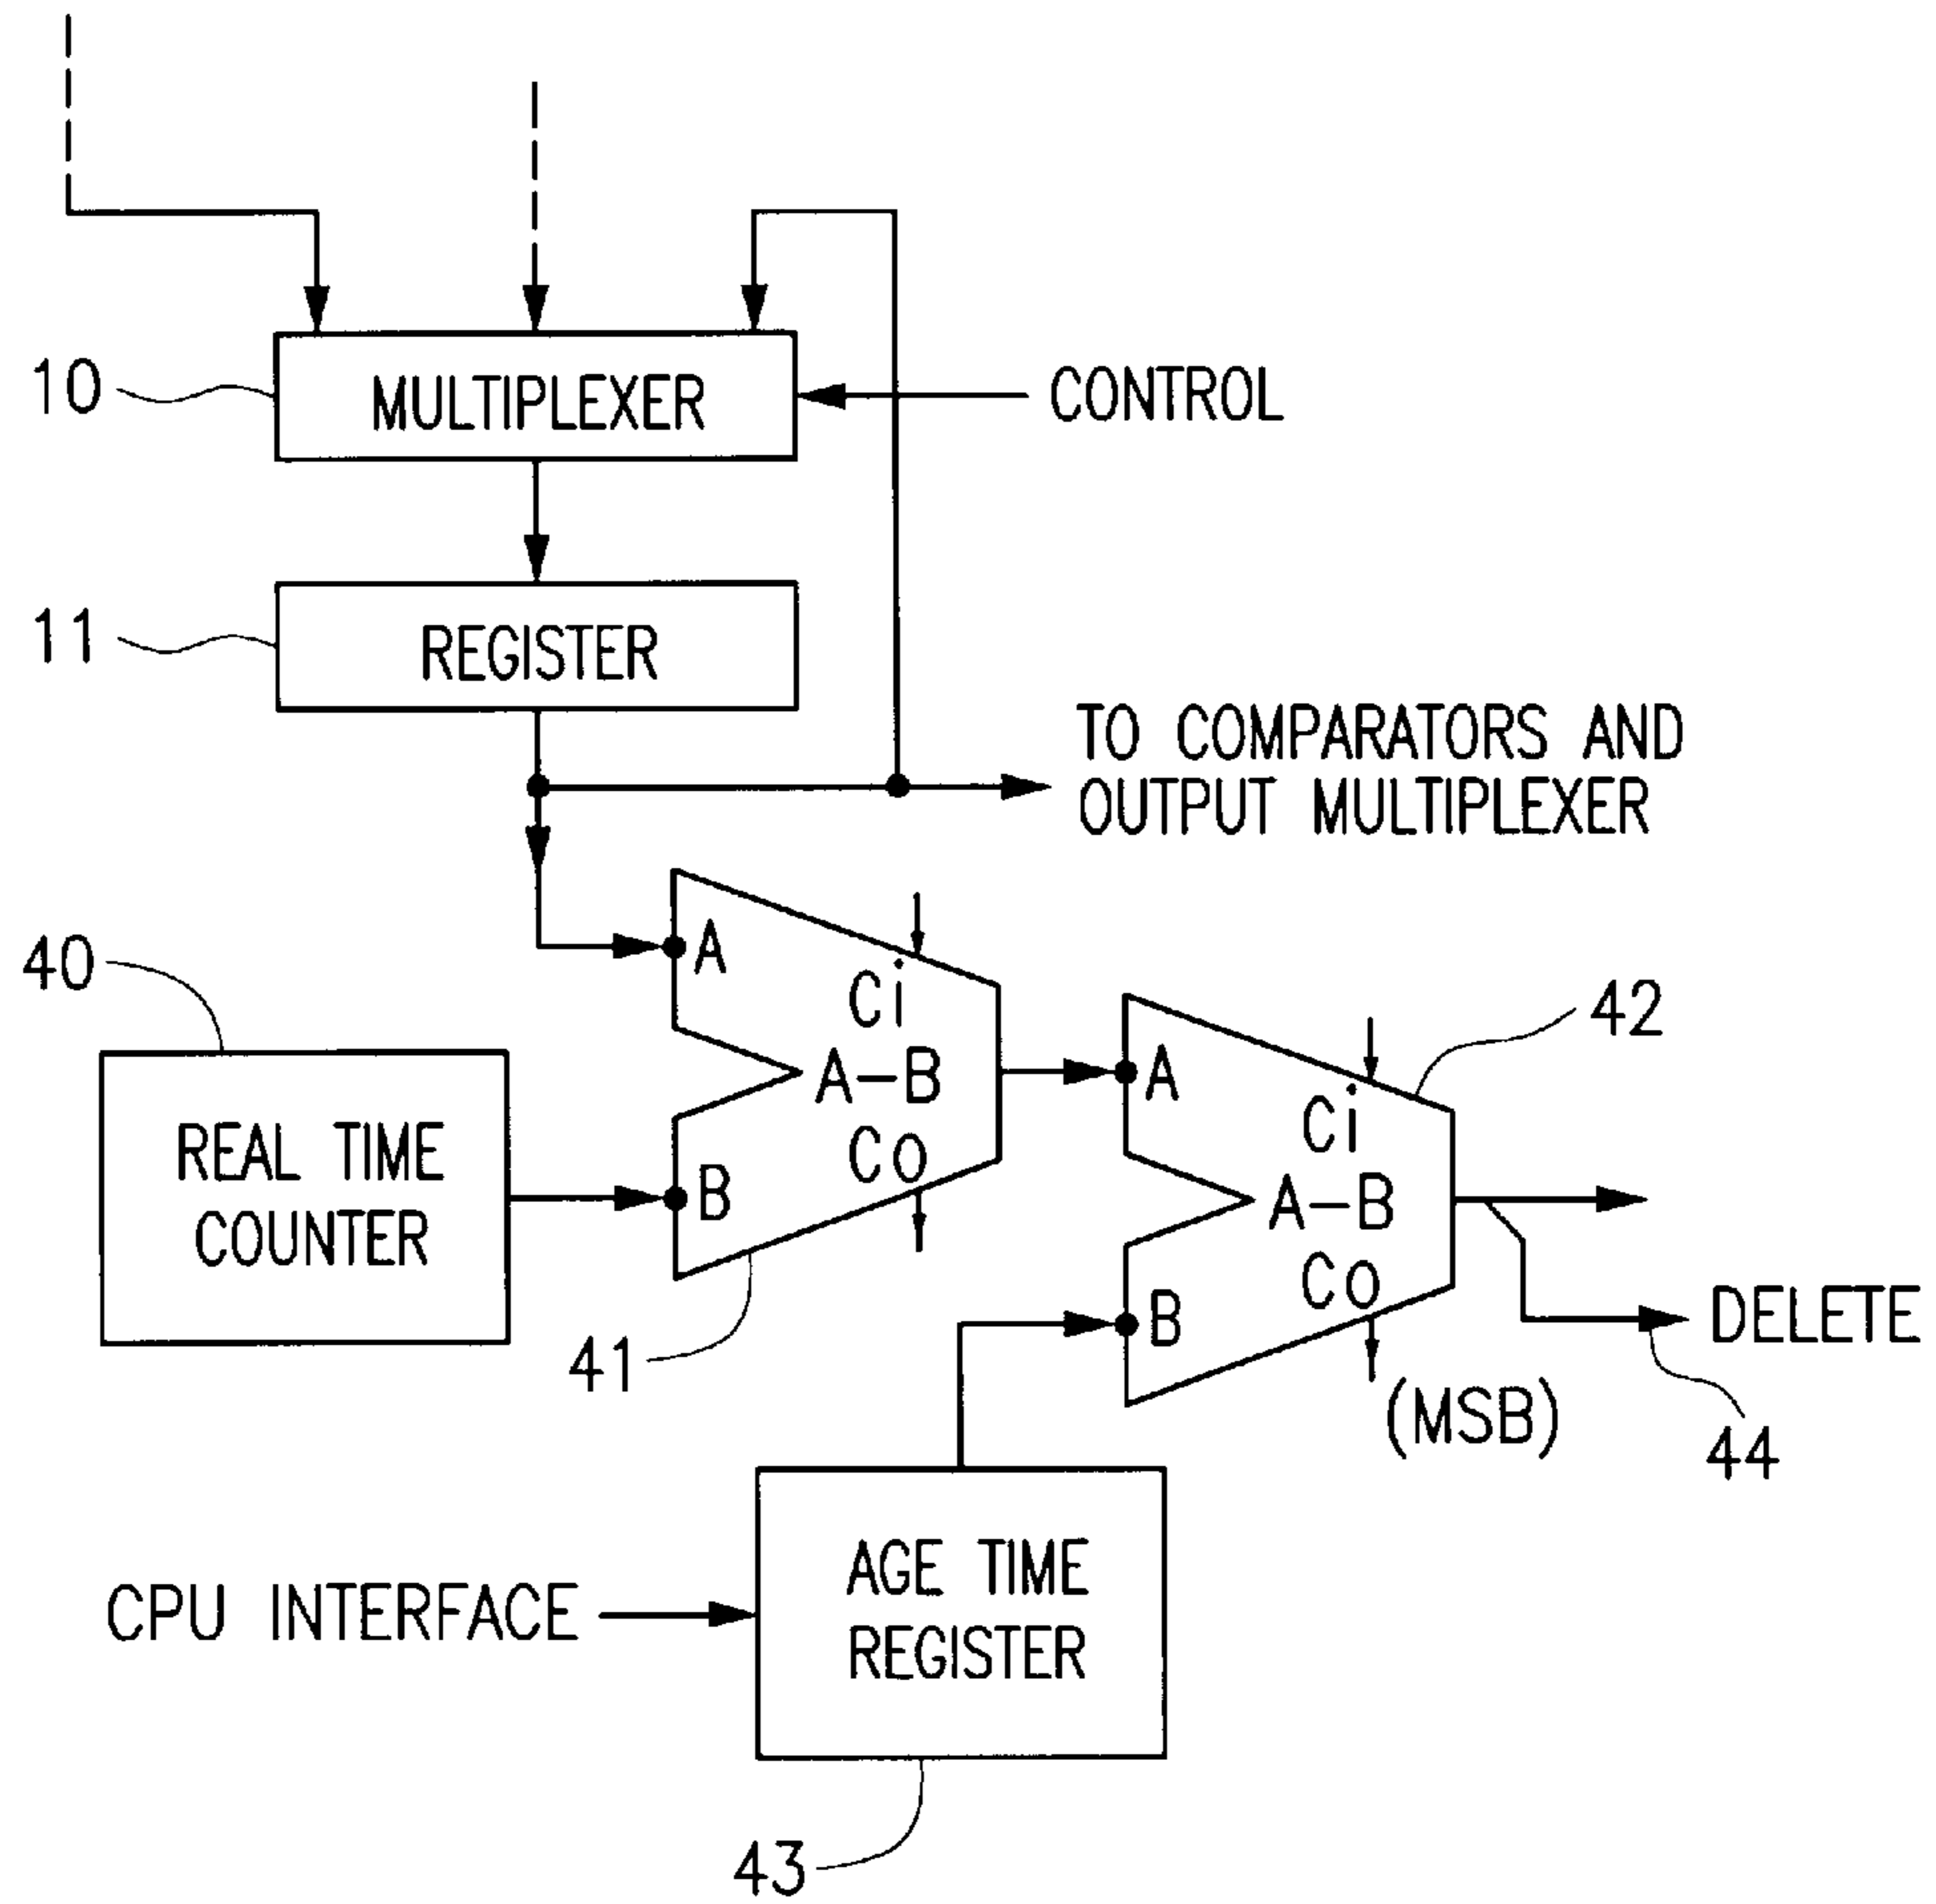 10
MULTIPLEXER
CONTROL
11
REGISTER
TO COMPARATORS AND
OUTPUT MULTIPLEXER
40
A
Ci
A-B
Co
B
REAL TIME
COUNTER
41
42
A
Ci
A-B
Co
B
DELETE
(MSB)
44
CPU INTERFACE
AGE TIME
REGISTER
43